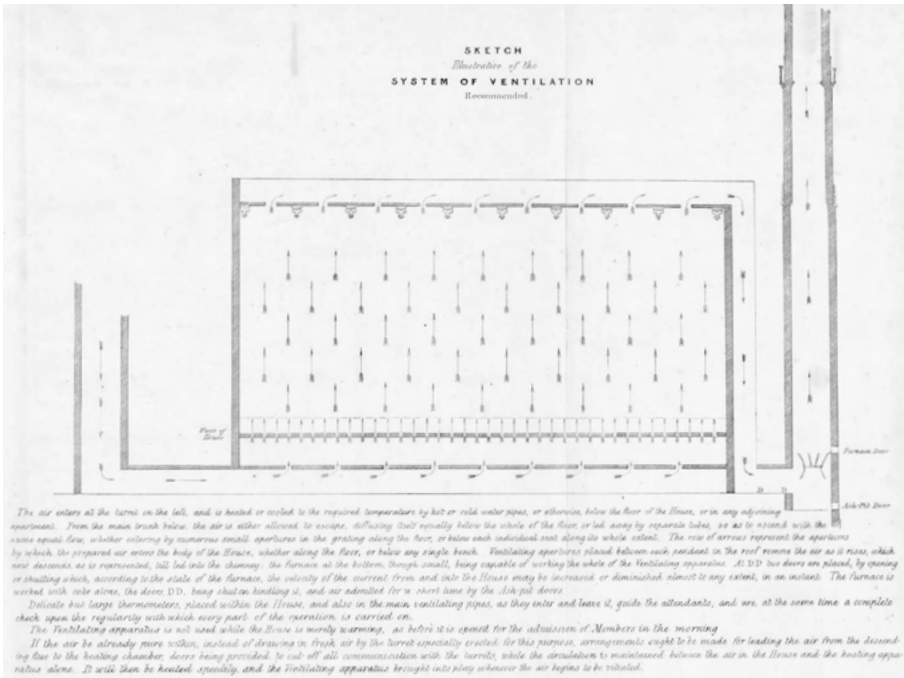 SKETCH
Illustrative of the
SYSTEM OF VENTILATION
Recommended.
Floor of
House
Furnace Door
D D
Ash-Pit Door
The air enters at the turret on the left, and is heated or cooled to the required temperature by hot or cold water pipes, or otherwise, below the floor of the House, or in any adjoining
apartment. From the main trunk below, the air is either allowed to escape, diffusing itself equally below the whole of the floor, or led away by separate tubes, so as to ascend with the
same equal flow, whether entering by numerous small apertures in the grating along the floor, or below each individual seat along its whole extent. The row of arrows represent the apertures
by which the prepared air enters the body of the House, whether along the floor, or below any single bench. Ventilating apertures placed between each pendent in the roof remove the air as it rises, which
now descends, as is represented, till led into the chimney; the furnace at the bottom, though small, being capable of working the whole of the Ventilating apparatus. At DD two doors are placed, by opening
or shutting which, according to the state of the furnace, the velocity of the current from and into the House may be increased or diminished almost to any extent, in an instant. The furnace is
worked with coke alone, the doors, DD, being shut on kindling it, and air admitted for a short time by the Ash-pit doors
Delicate but large thermometers, placed within the House, and also in the main ventilating pipes, as they enter and leave it, guide the attendants, and are, at the same time a complete
check upon the regularity with which every part of the operation is carried on.
The Ventilating apparatus is not used while the House is merely warming, as before it is opened for the admission of Members in the morning
If the air be already pure within, instead of drawing in fresh air by the turret especially erected for this purpose, arrangements ought to be made for leading the air from the descend-
ing flue to the heating chamber, doors being provided to cut off all communication with the turrets, while the circulation is maintained between the air in the House and the heating appa-
ratus alone. It will then be heated speedily, and the Ventilating apparatus brought into play whenever the air begins to be vitiated.